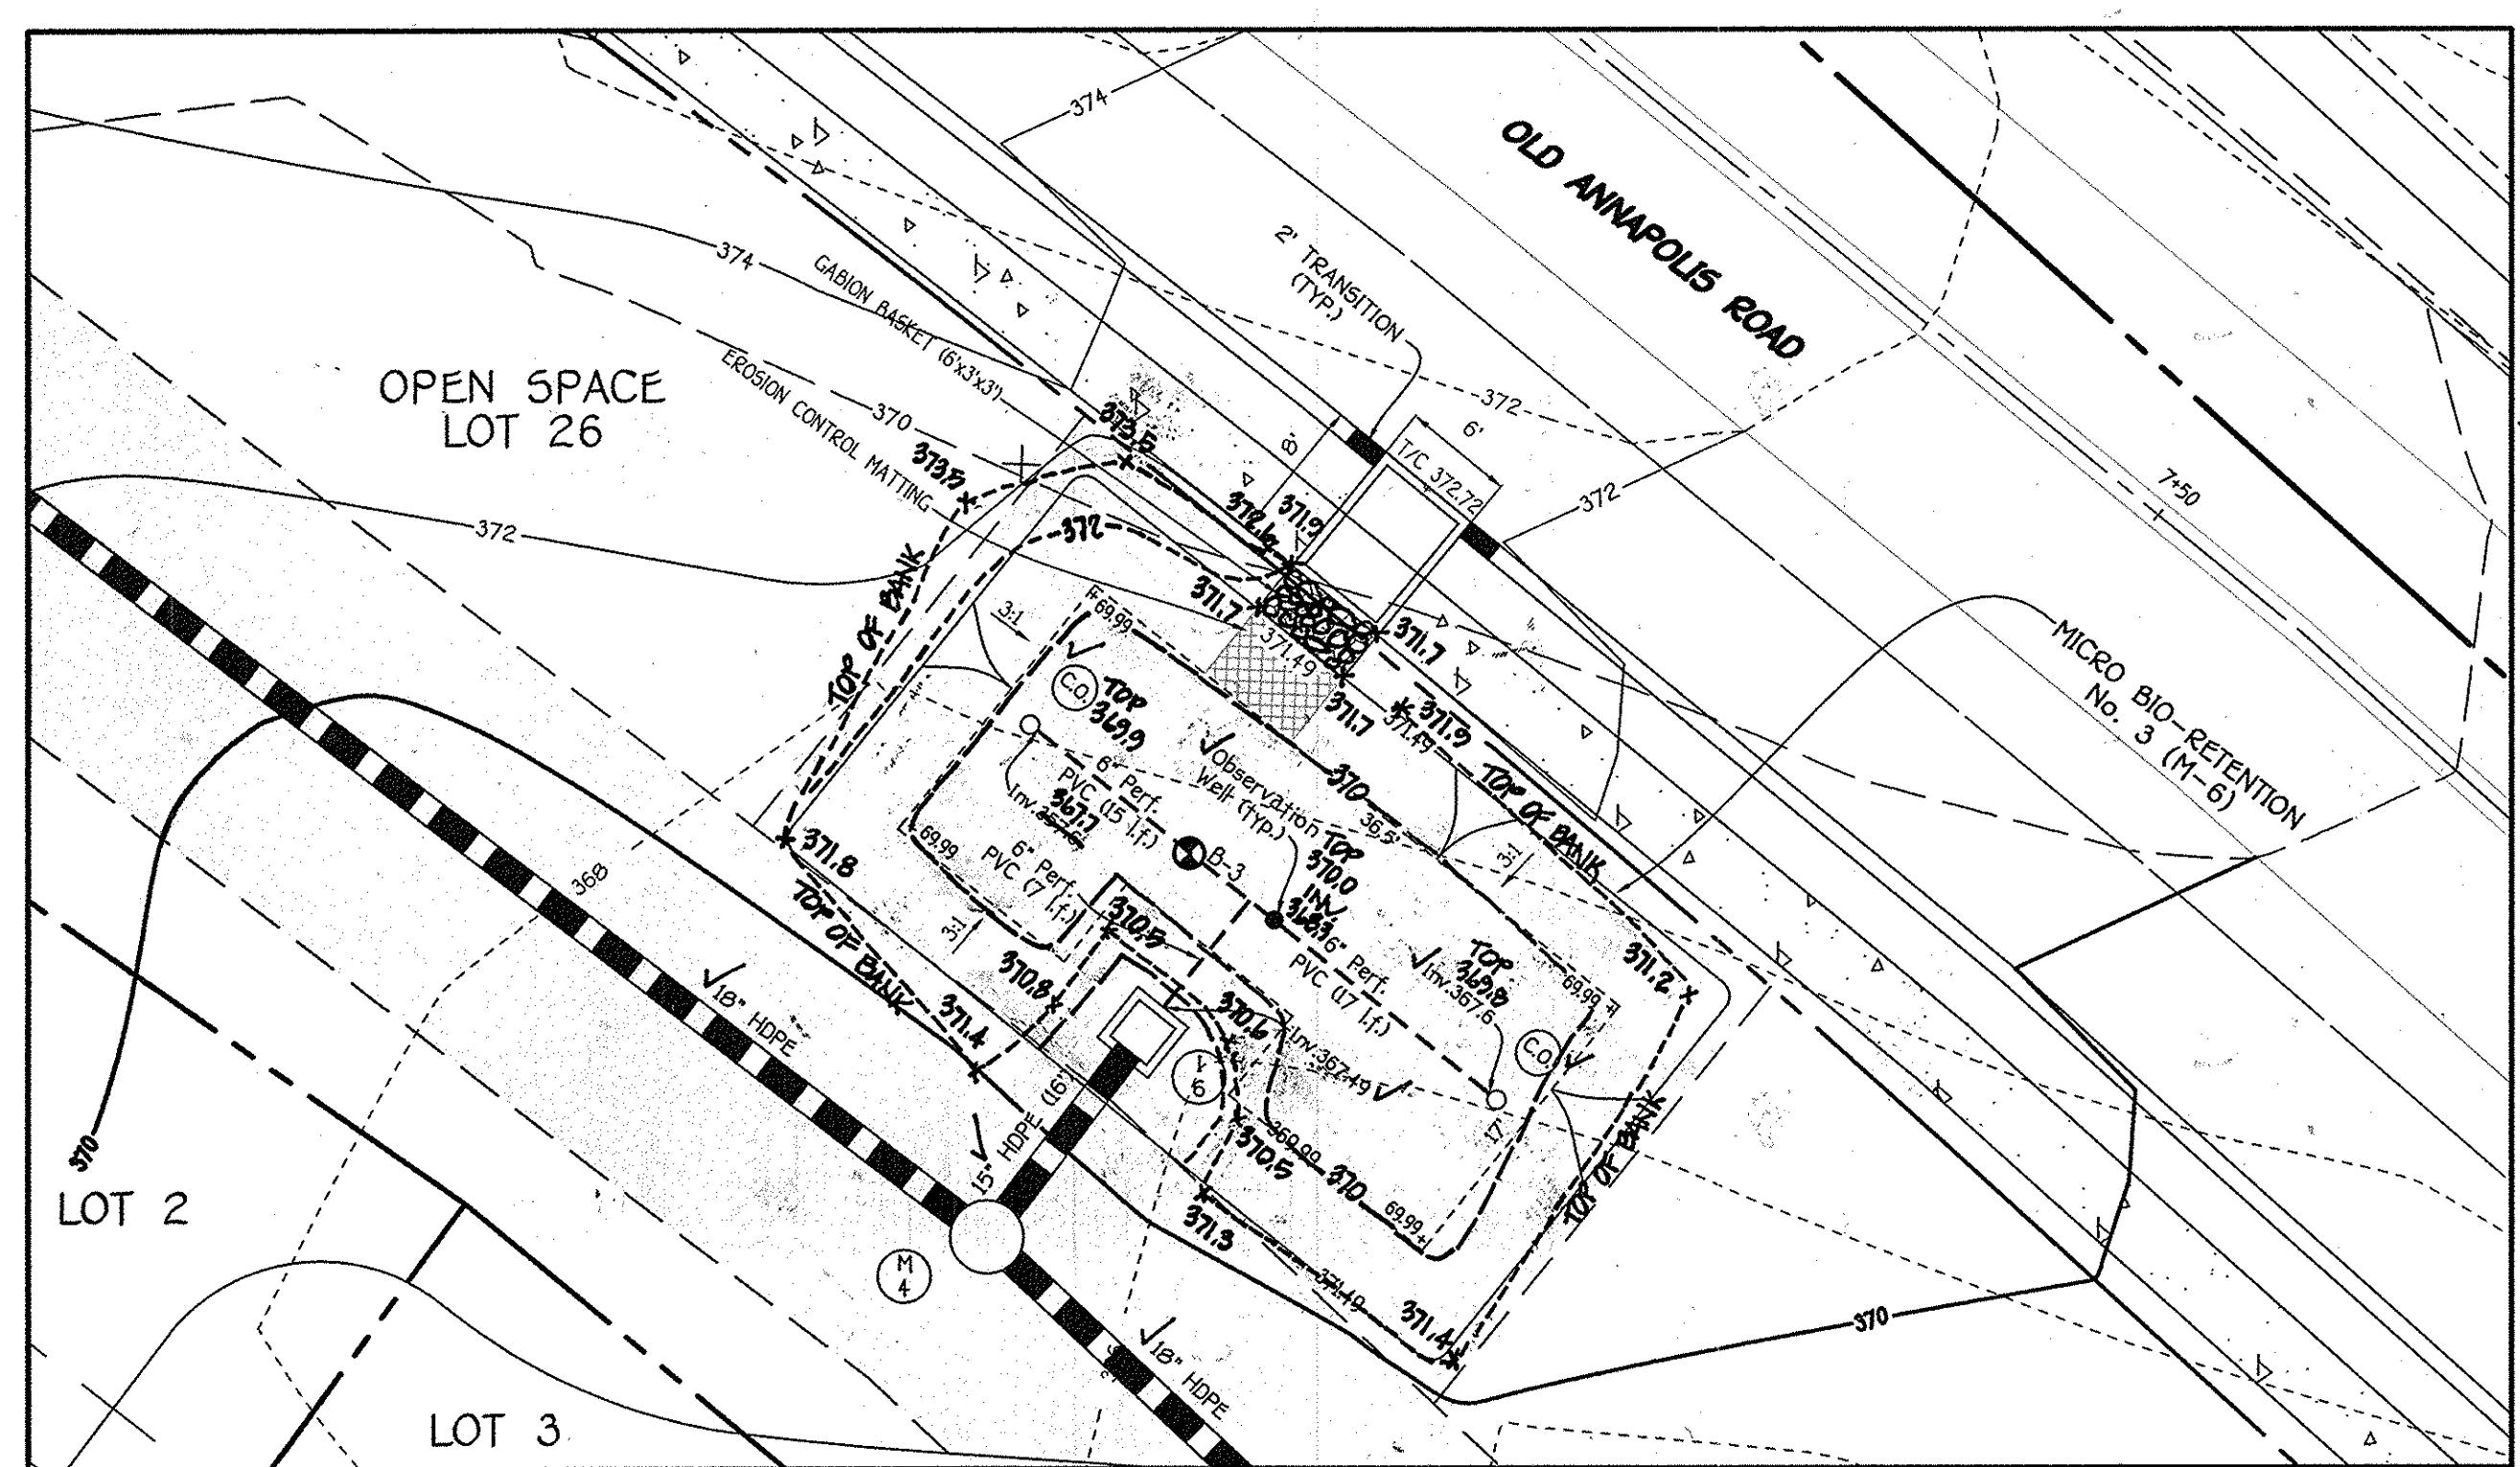 374
OLD ANNAPOLIS ROAD
2' TRANSITION
(TYP.)
374
GABION BASKET (6'x3'x3')
EROSION CONTROL MATTING
370
OPEN SPACE
LOT 26
372
373.5
373.5
8'
6'
T/C 372.72
372
7+50
372
372
372.6
371.9
371.7
371.49
371.7
371.7
371.9
371.49
MICRO BIO-RETENTION
No. 3 (M-6)
TOP OF BANK
3:1
69.99
C.O.
TOP
369.9
6" Perf.
PVC (15 l.f.)
367.7
Observation
Well (Typ.)
370
36.5'
TOP OF BANK
3:1
B-3
TOP
370.0
INV.
368.3
69.99
6" Perf.
PVC (7 l.f.)
3:1
371.8
TOP OF BANK
368
370.5
370.8
371.4
370.6
6" Perf.
PVC (17 l.f.)
TOP
369.8
Inv.367.6
69.99
371.2
C.O.
17'
Inv.367.49
1
9
18" HDPE
15" HDPE (16')
369.99
370.5
370
69.99
TOP OF BANK
371.3
371.49
371.4
370
370
LOT 2
M
4
18" HDPE
LOT 3